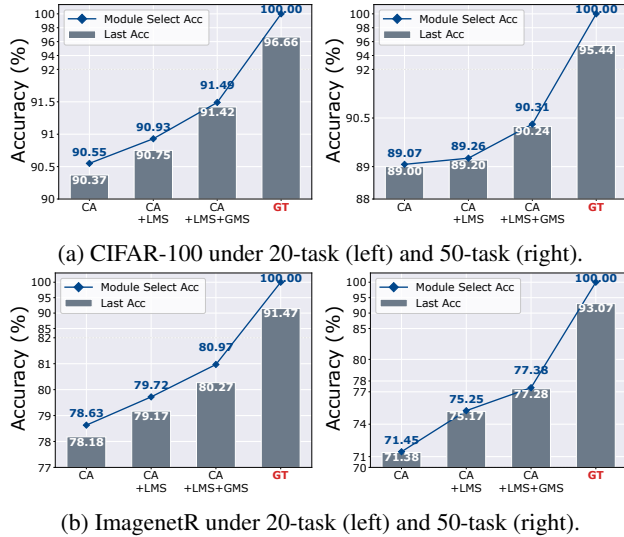 Accuracy (%)
100
98
96
94
92
91.5
91
90.5
90
Module Select Acc
Last Acc
90.55
90.93
91.49
100.00
90.37
90.75
91.42
96.66
CA
CA
+LMS
CA
+LMS+GMS
GT
Accuracy (%)
100
98
96
94
92
90.5
89
88
Module Select Acc
Last Acc
89.07
89.26
90.31
100.00
89.00
89.20
90.24
95.44
CA
CA
+LMS
CA
+LMS+GMS
GT
(a) CIFAR-100 under 20-task (left) and 50-task (right).
Accuracy (%)
100
95
90
85
82
81
80
79
78
77
Module Select Acc
Last Acc
78.63
79.72
80.97
100.00
78.18
79.17
80.27
91.47
CA
CA
+LMS
CA
+LMS+GMS
GT
Accuracy (%)
100
95
90
85
80
78
77
74
71
70
Module Select Acc
Last Acc
71.45
75.25
77.38
100.00
71.38
75.17
77.28
93.07
CA
CA
+LMS
CA
+LMS+GMS
GT
(b) ImagenetR under 20-task (left) and 50-task (right).